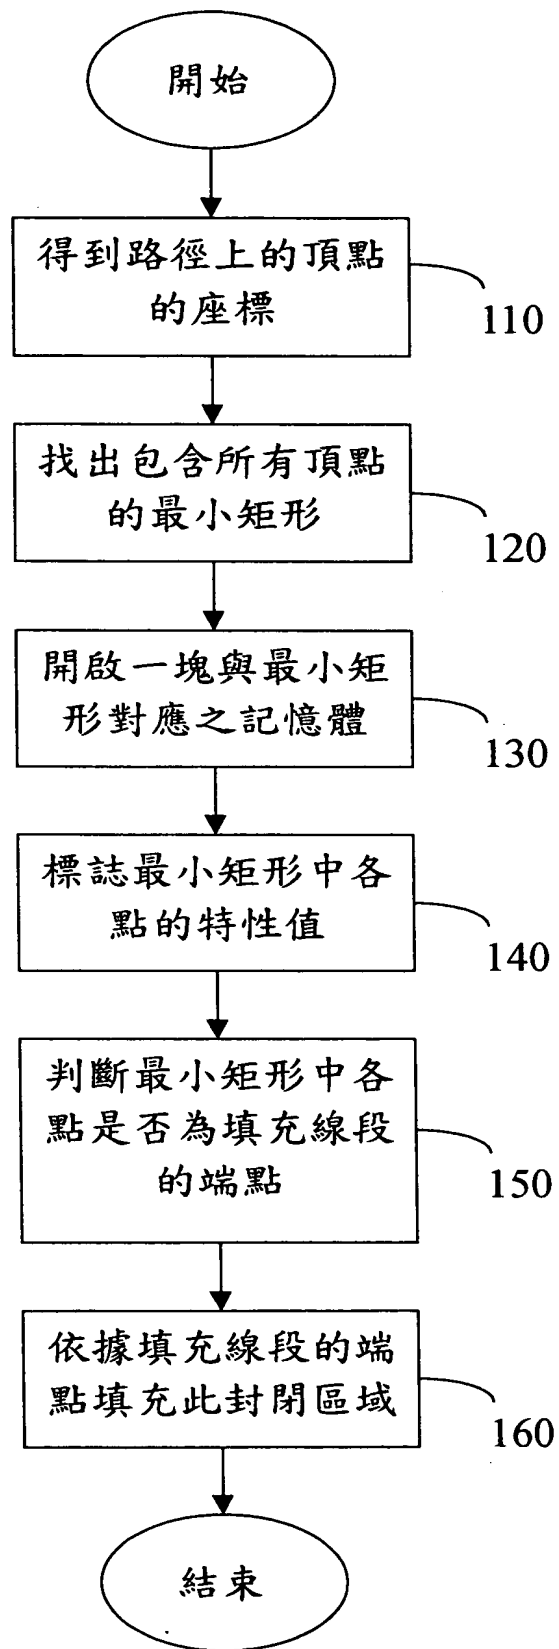 開始
得到路徑上的頂點
的座標
110
找出包含所有頂點
的最小矩形
120
開啟一塊與最小矩
形對應之記憶體
130
標誌最小矩形中各
點的特性值
140
判斷最小矩形中各
點是否為填充線段
的端點
150
依據填充線段的端
點填充此封閉區域
160
結束